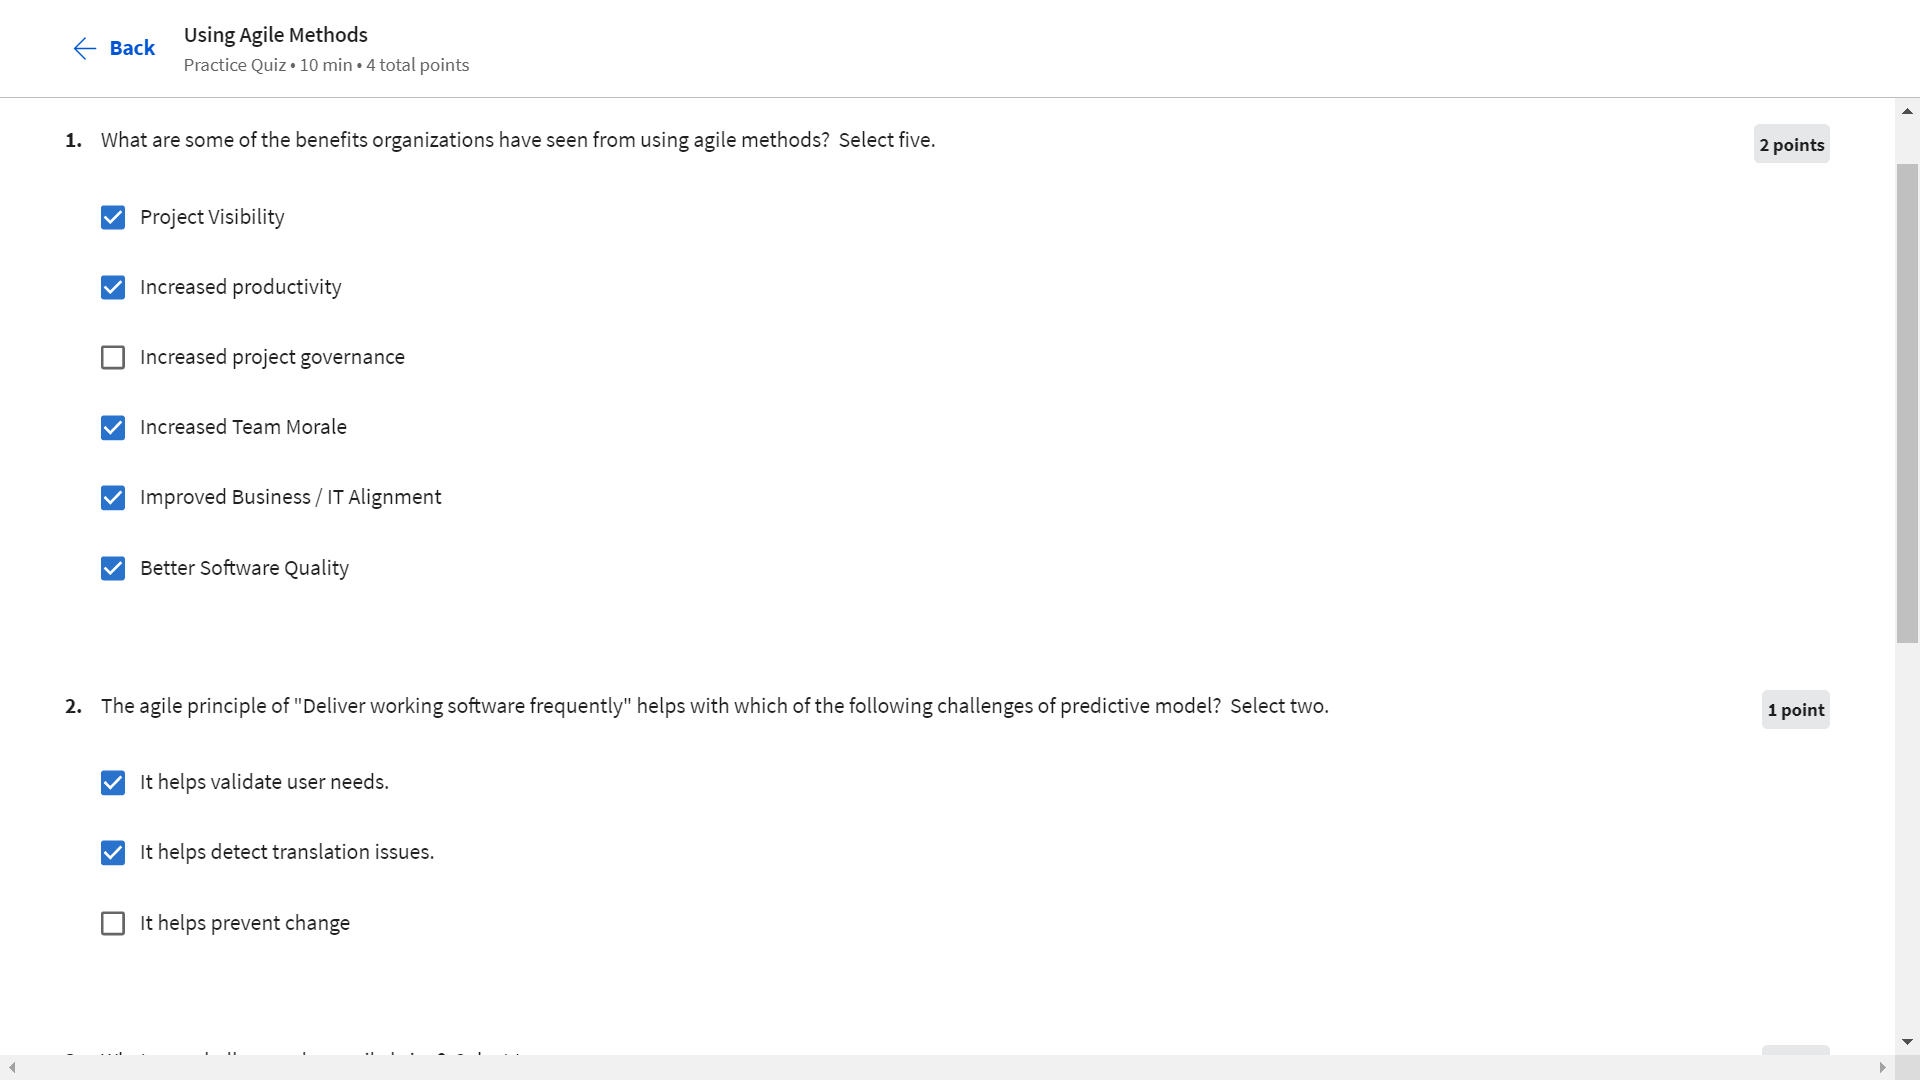 Back
Using Agile Methods
Practice Quiz • 10 min • 4 total points
1. What are some of the benefits organizations have seen from using agile methods?  Select five.
2 points
Project Visibility
Increased productivity
Increased project governance
Increased Team Morale
Improved Business / IT Alignment
Better Software Quality
2. The agile principle of "Deliver working software frequently" helps with which of the following challenges of predictive model?  Select two.
1 point
It helps validate user needs.
It helps detect translation issues.
It helps prevent change